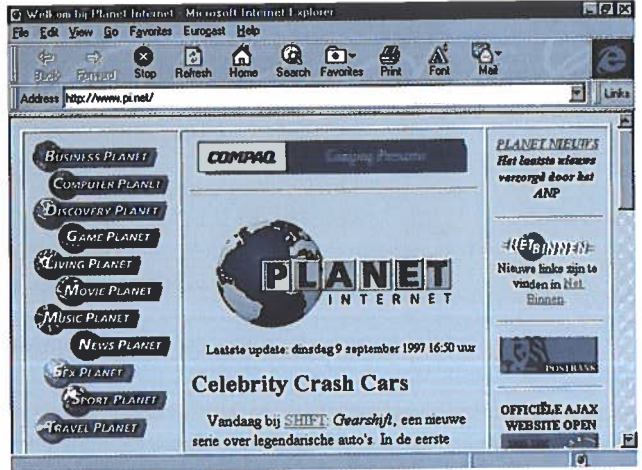 Welkom bij Planet Internet - Microsoft Internet Explorer
File Edit View Go Favorites Eurogast Help
Back Forward Stop Refresh Home Search Favorites Print Font Mail
Address http://www.pi.net/ Links
BUSINESS PLANET
COMPUTER PLANET
DISCOVERY PLANET
GAME PLANET
LIVING PLANET
MOVIE PLANET
MUSIC PLANET
NEWS PLANET
SEX PLANET
SPORT PLANET
TRAVEL PLANET
COMPAQ Compaq Presario
PLANET
INTERNET
Laatste update: dinsdag 9 september 1997 16:50 uur
Celebrity Crash Cars
Vandaag bij SHIFT: Gearshift, een nieuwe
serie over legendarische auto's. In de eerste
PLANET NIEUWS
Het laatste nieuws
verzorgd door het
ANP
NET BINNEN
Nieuwe links zijn te
vinden in Net
Binnen.
POSTBANK
OFFICIËLE AJAX
WEBSITE OPEN